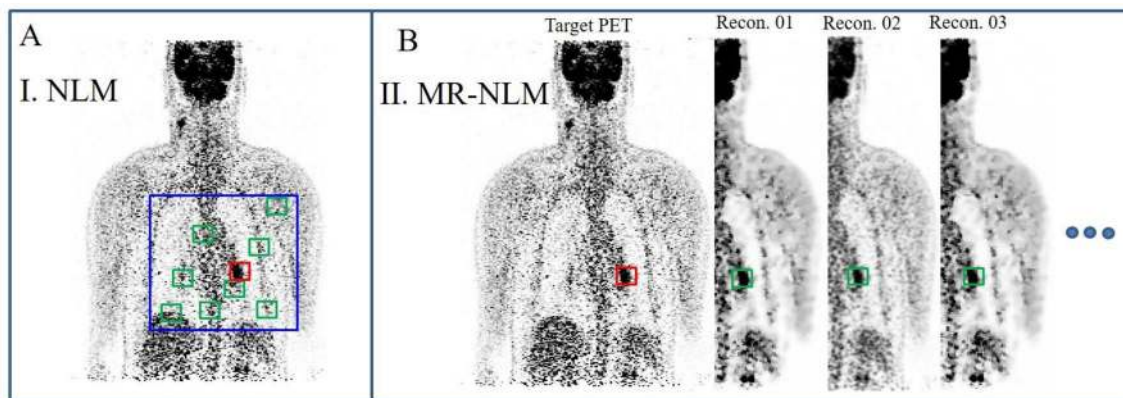 A
I. NLM
B
II. MR-NLM
Target PET
Recon. 01
Recon. 02
Recon. 03